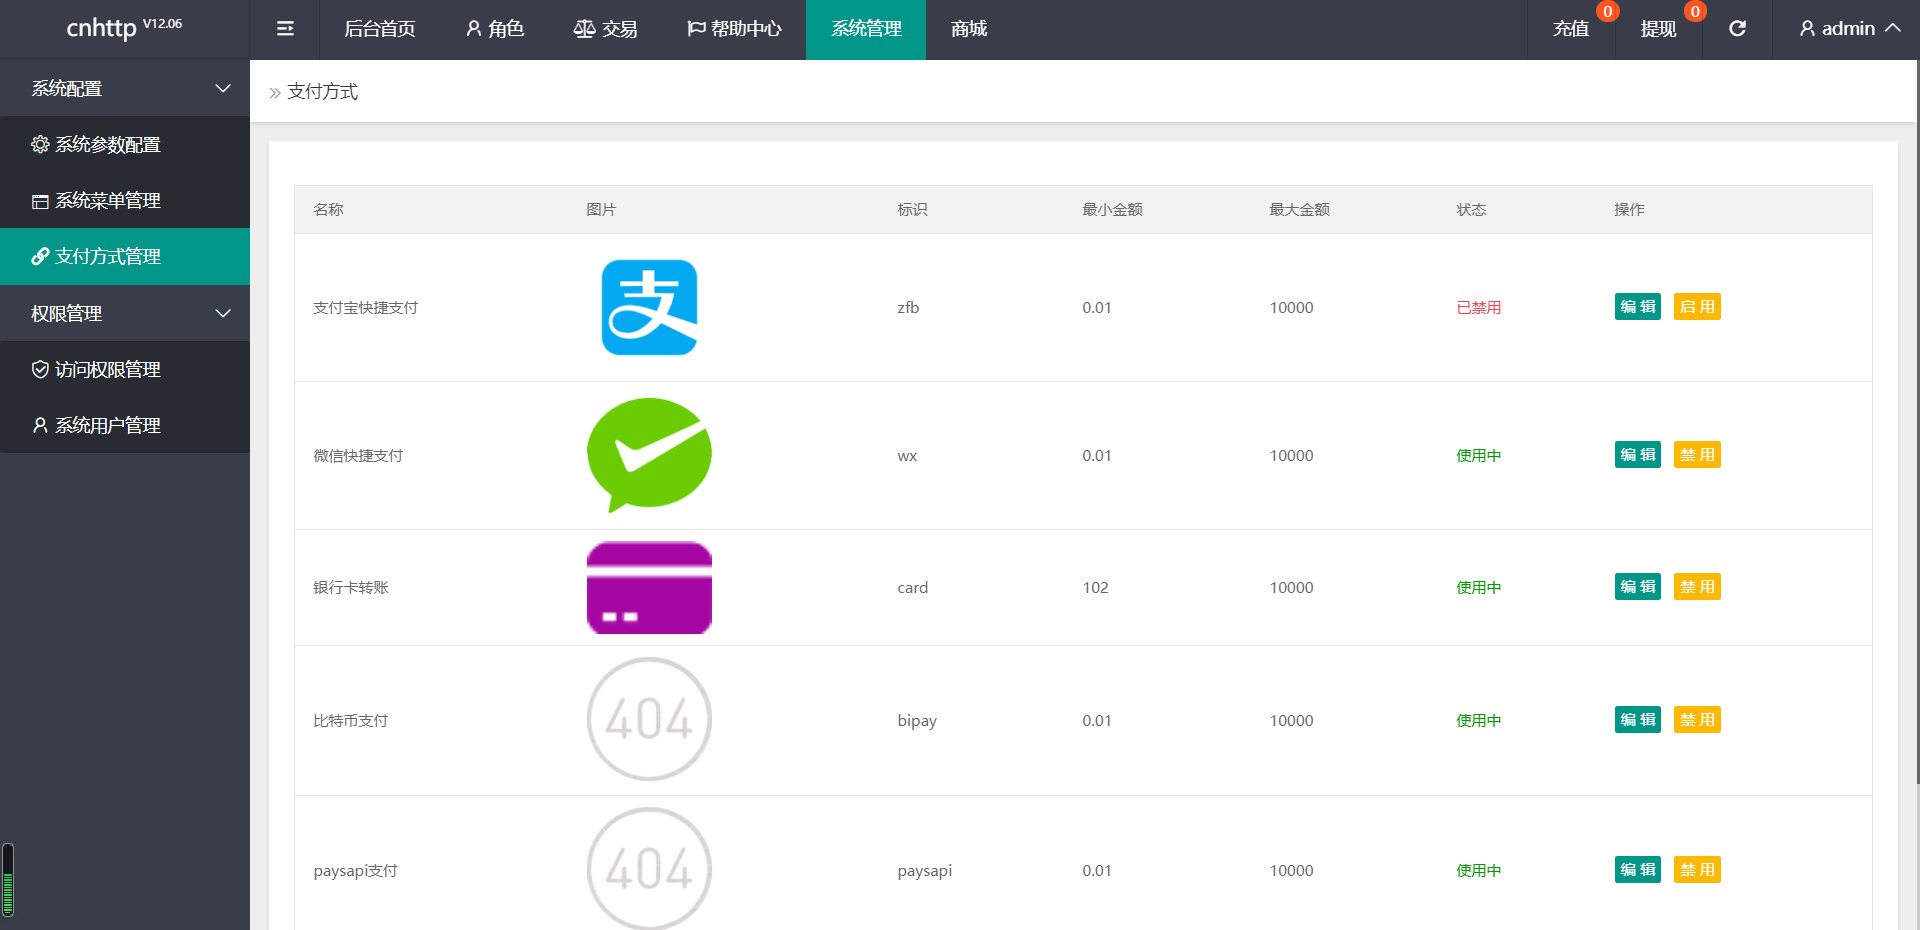 cnhttp V12.06
后台首页 角色 交易 帮助中心 系统管理 商城 充值 0 提现 0 admin
系统配置
系统参数配置
系统菜单管理
支付方式管理
权限管理
访问权限管理
系统用户管理
» 支付方式
名称 图片 标识 最小金额 最大金额 状态 操作
支付宝快捷支付 支 zfb 0.01 10000 已禁用 编 辑 启 用
微信快捷支付 wx 0.01 10000 使用中 编 辑 禁 用
银行卡转账 card 102 10000 使用中 编 辑 禁 用
比特币支付 404 bipay 0.01 10000 使用中 编 辑 禁 用
paysapi支付 404 paysapi 0.01 10000 使用中 编 辑 禁 用